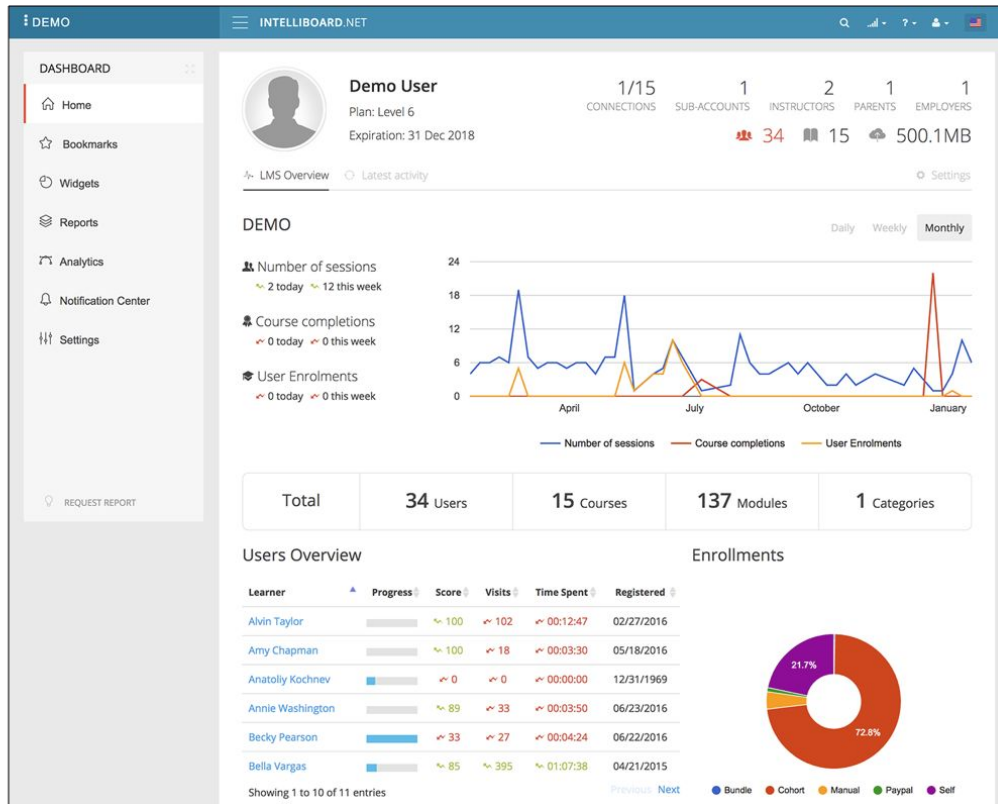 DEMO
INTELLIBOARD.NET
?
DASHBOARD
Home
Bookmarks
Widgets
Reports
Analytics
Notification Center
Settings
REQUEST REPORT
Demo User
Plan: Level 6
Expiration: 31 Dec 2018
1/15 1 2 1 1
CONNECTIONS SUB-ACCOUNTS INSTRUCTORS PARENTS EMPLOYERS
34 15 500.1MB
LMS Overview Latest activity Settings
DEMO
Daily Weekly Monthly
Number of sessions
2 today 12 this week
Course completions
0 today 0 this week
User Enrolments
0 today 0 this week
24
18
12
6
0
April July October January
Number of sessions Course completions User Enrolments
Total 34 Users 15 Courses 137 Modules 1 Categories
Users Overview
Learner Progress Score Visits Time Spent Registered
Alvin Taylor 100 102 00:12:47 02/27/2016
Amy Chapman 100 18 00:03:30 05/18/2016
Anatoliy Kochnev 0 0 00:00:00 12/31/1969
Annie Washington 89 33 00:03:50 06/23/2016
Becky Pearson 33 27 00:04:24 06/22/2016
Bella Vargas 85 395 01:07:38 04/21/2015
Showing 1 to 10 of 11 entries
Previous Next
Enrollments
21.7%
72.8%
Bundle Cohort Manual Paypal Self